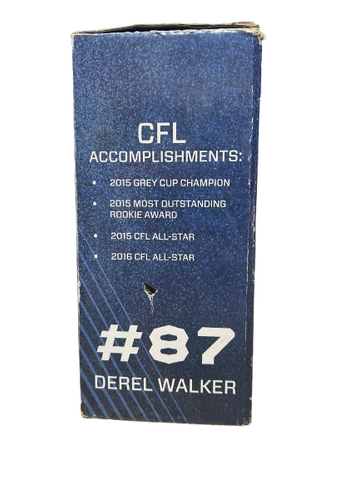 CFL
ACCOMPLISHMENTS:
• 2015 GREY CUP CHAMPION
• 2015 MOST OUTSTANDING
ROOKIE AWARD
• 2015 CFL ALL-STAR
• 2016 CFL ALL-STAR
#87
DEREL WALKER